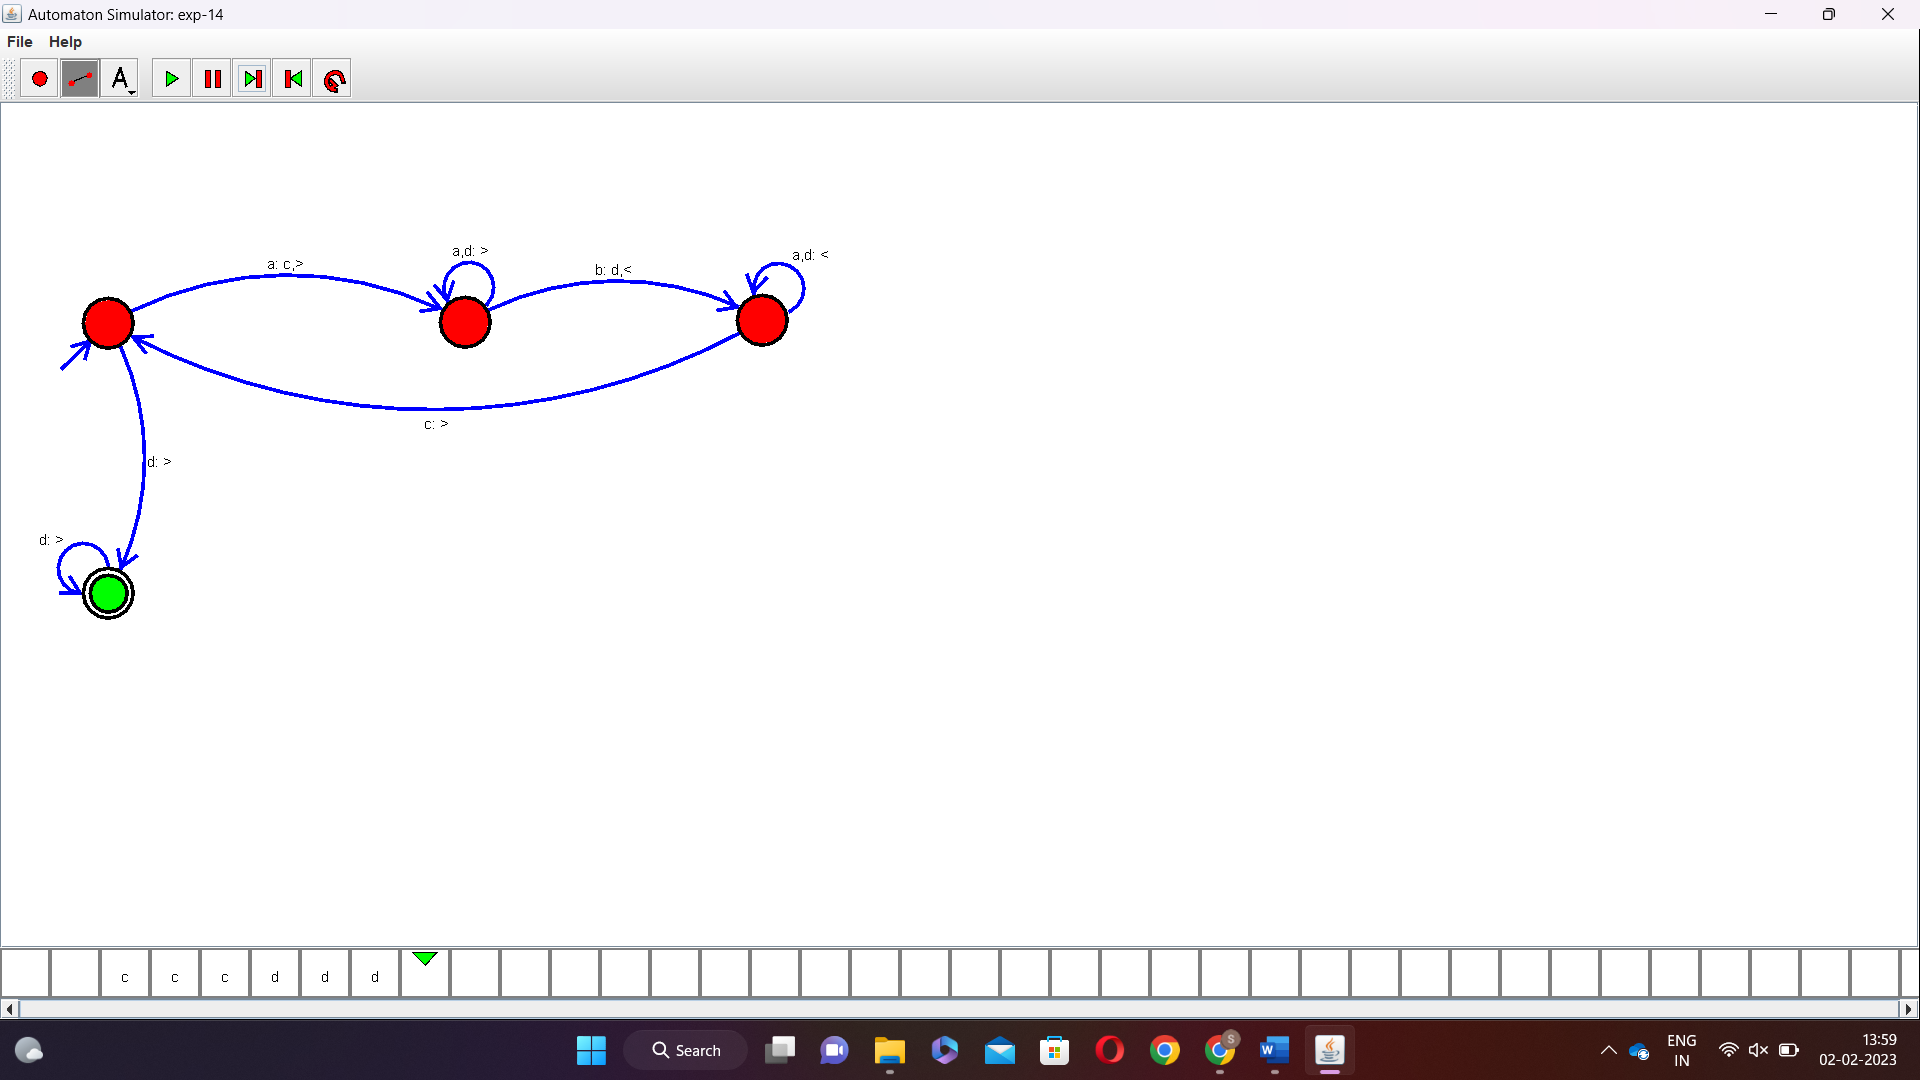 Automaton Simulator: exp-14
File Help
A
a: c,>
a,d: >
b: d,<
a,d: <
c: >
d: >
d: >
c c c d d d
Search
S
W
ENG
IN
13:59
02-02-2023